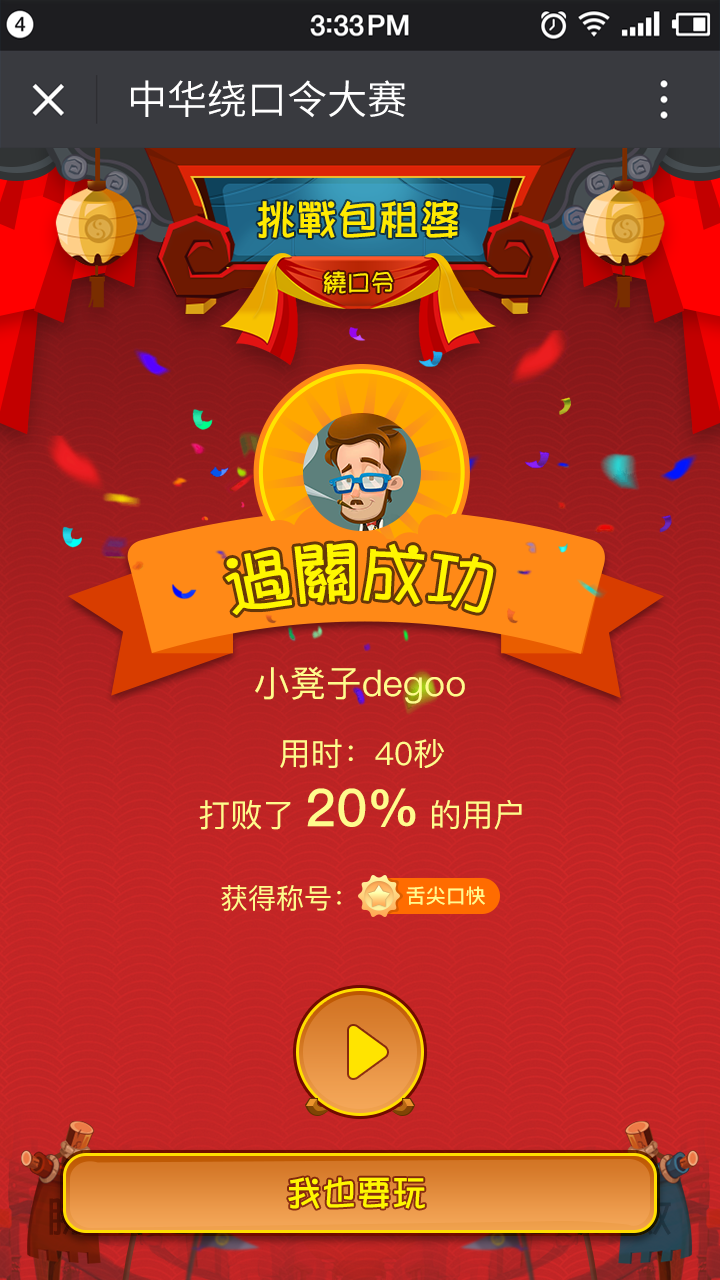 4
3:33PM
中华绕口令大赛
挑戰包租婆
繞口令
過關成功
小凳子degoo
用时：40秒
打败了 20% 的用户
获得称号：舌尖口快
我也要玩